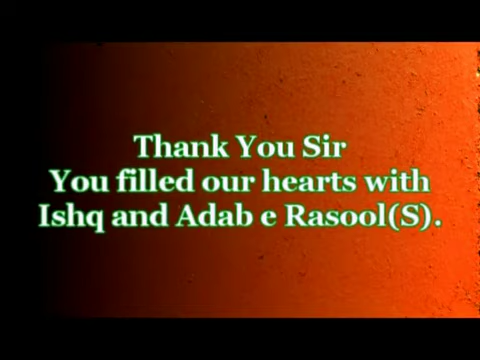 Thank You Sir
You filled our hearts with
Ishq and Adab e Rasool(S).